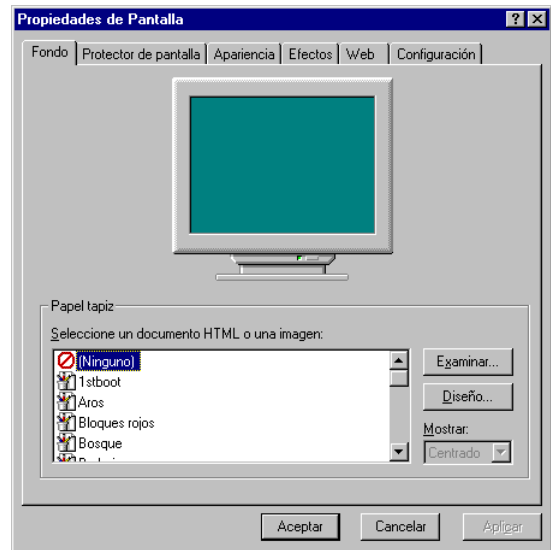 Propiedades de Pantalla
Fondo Protector de pantalla Apariencia Efectos Web Configuración
Papel tapiz
Seleccione un documento HTML o una imagen:
(Ninguno)
1stboot
Aros
Bloques rojos
Bosque
Examinar...
Diseño...
Mostrar:
Centrado
Aceptar Cancelar Aplicar